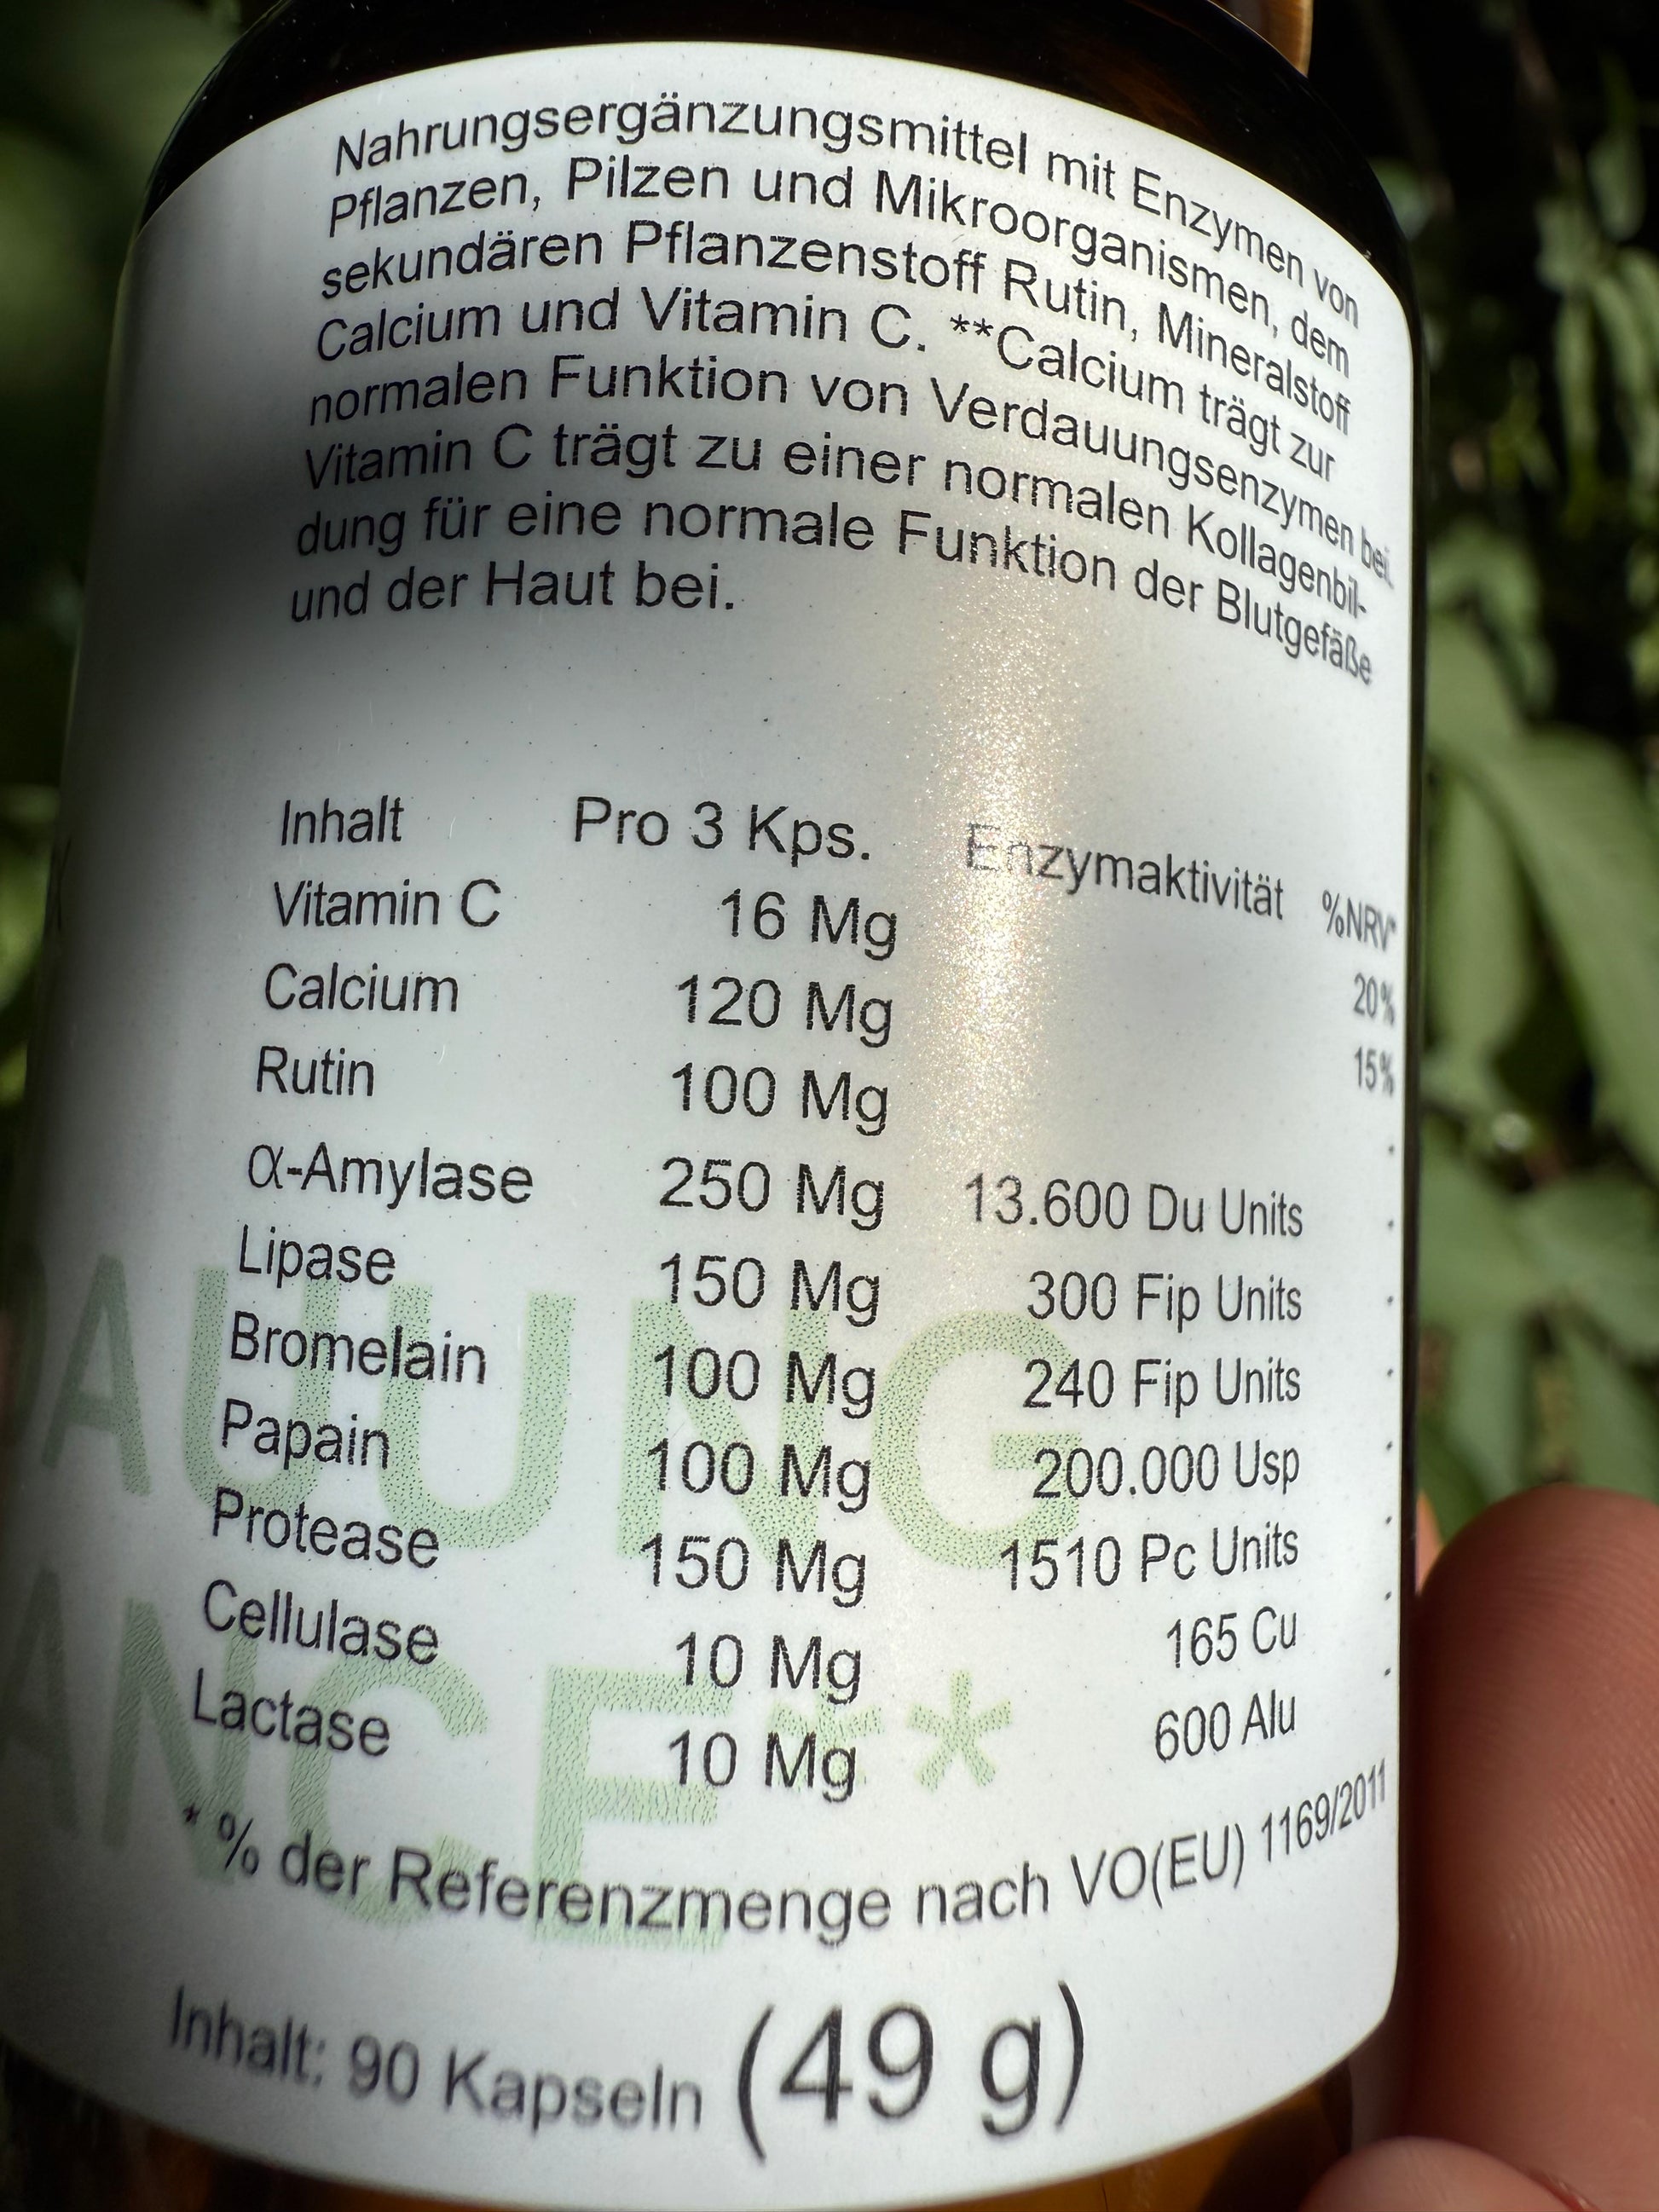 Nahrungsergänzungsmittel mit Enzymen von
Pflanzen, Pilzen und Mikroorganismen, dem
sekundären Pflanzenstoff Rutin, Mineralstoff
Calcium und Vitamin C. **Calcium trägt zur
normalen Funktion von Verdauungsenzymen bei.
Vitamin C trägt zu einer normalen Kollagenbil-
dung für eine normale Funktion der Blutgefäße
und der Haut bei.
Inhalt Pro 3 Kps. Enzymaktivität %NRV*
Vitamin C 16 Mg 20%
Calcium 120 Mg 15%
Rutin 100 Mg .
α-Amylase 250 Mg 13.600 Du Units .
Lipase 150 Mg 300 Fip Units .
Bromelain 100 Mg 240 Fip Units .
Papain 100 Mg 200.000 Usp .
Protease 150 Mg 1510 Pc Units .
Cellulase 10 Mg 165 Cu .
Lactase 10 Mg 600 Alu .
* % der Referenzmenge nach VO(EU) 1169/2011
Inhalt: 90 Kapseln (49 g)
AUUNG
ANCE**